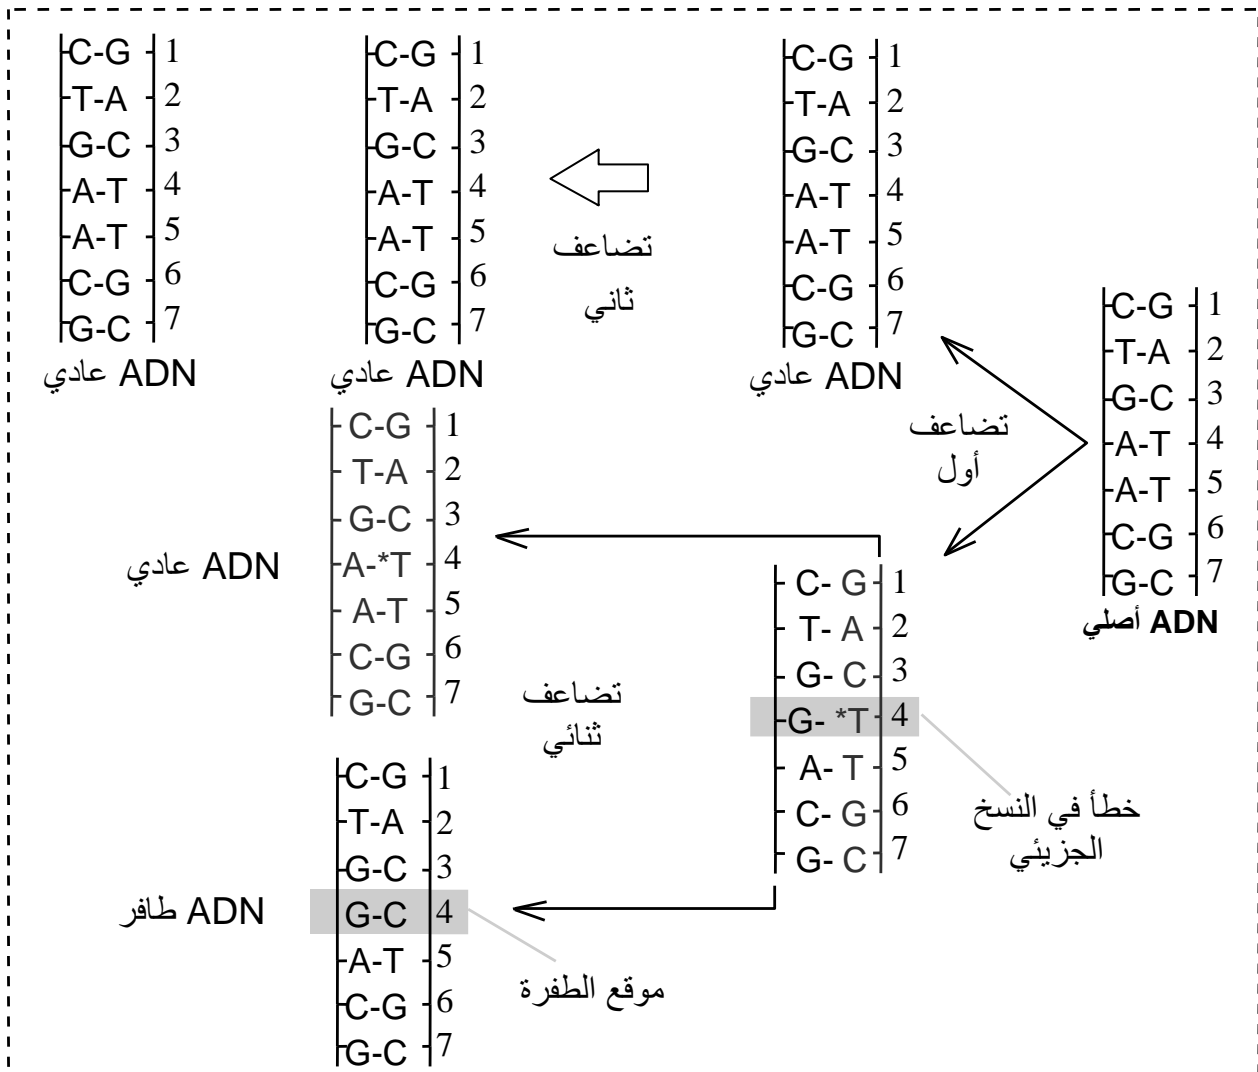 C-G 1
T-A 2
G-C 3
A-T 4
A-T 5
C-G 6
G-C 7
ADN عادي
C-G 1
T-A 2
G-C 3
A-T 4
A-T 5
C-G 6
G-C 7
ADN عادي
تضاعف
ثاني
C-G 1
T-A 2
G-C 3
A-T 4
A-T 5
C-G 6
G-C 7
ADN عادي
تضاعف
أول
C-G 1
T-A 2
G-C 3
A-T 4
A-T 5
C-G 6
G-C 7
ADN أصلي
C-G 1
T-A 2
G-C 3
A-*T 4
A-T 5
C-G 6
G-C 7
ADN عادي
تضاعف
ثنائي
C- G 1
T- A 2
G- C 3
G- *T 4
A- T 5
C- G 6
G- C 7
خطأ في النسخ
الجزيئي
C-G 1
T-A 2
G-C 3
G-C 4
A-T 5
C-G 6
G-C 7
ADN طافر
موقع الطفرة